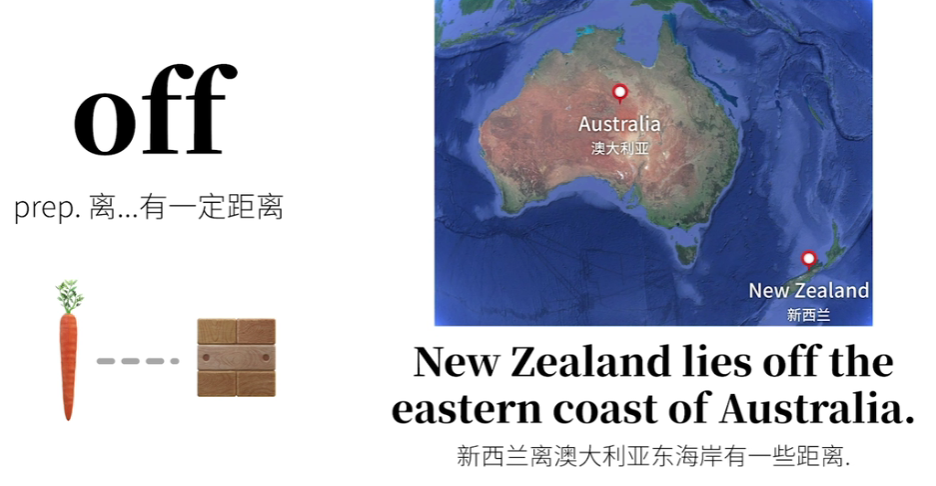 off
prep. 离...有一定距离
Australia
澳大利亚
New Zealand
新西兰
New Zealand lies off the
eastern coast of Australia.
新西兰离澳大利亚东海岸有一些距离.